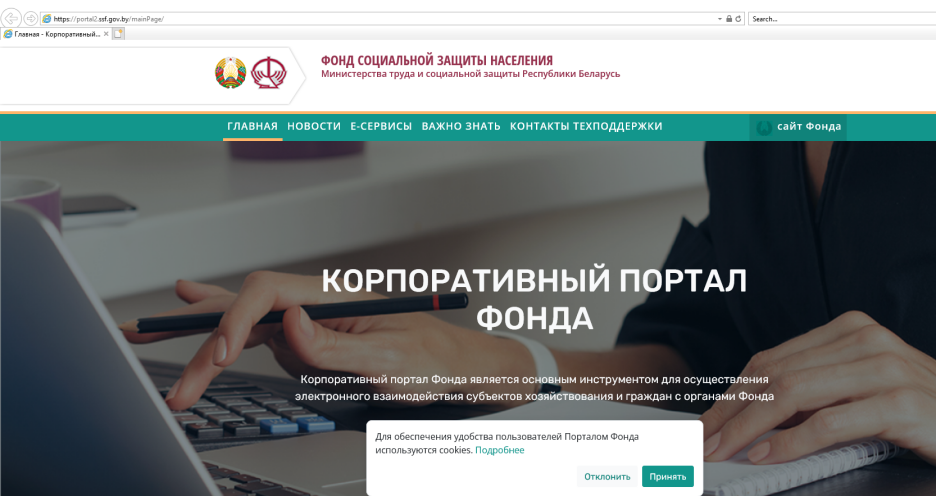 https://portal2.ssf.gov.by/mainPage/
Search...
Главная - Корпоративный...
ФОНД СОЦИАЛЬНОЙ ЗАЩИТЫ НАСЕЛЕНИЯ
Министерства труда и социальной защиты Республики Беларусь
ГЛАВНАЯ НОВОСТИ Е-СЕРВИСЫ ВАЖНО ЗНАТЬ КОНТАКТЫ ТЕХПОДДЕРЖКИ сайт Фонда
КОРПОРАТИВНЫЙ ПОРТАЛ
ФОНДА
Корпоративный портал Фонда является основным инструментом для осуществления
электронного взаимодействия субъектов хозяйствования и граждан с органами Фонда
Для обеспечения удобства пользователей Порталом Фонда
используются cookies. Подробнее
Отклонить Принять